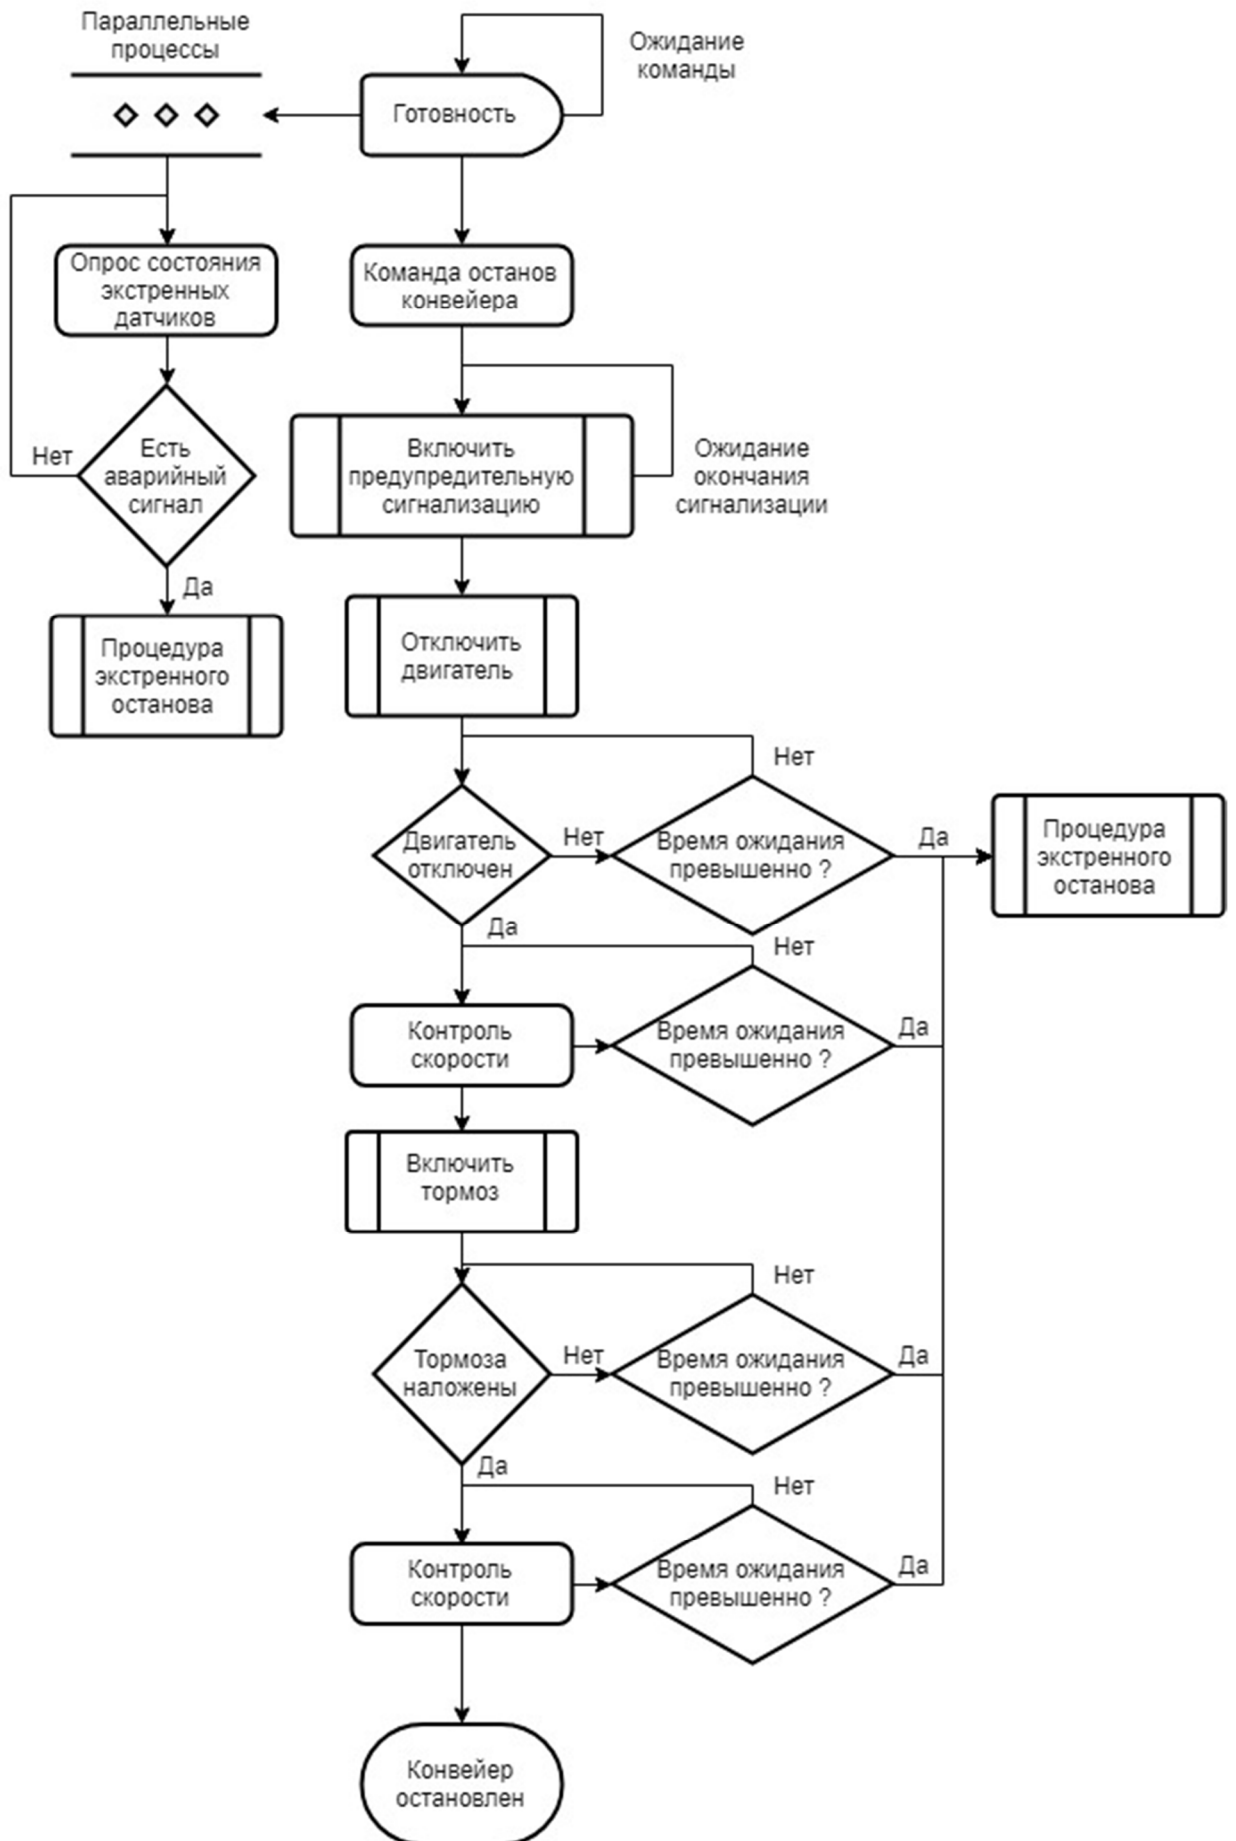 Параллельные
процессы
Ожидание
команды
Готовность
Опрос состояния
экстренных
датчиков
Команда останов
конвейера
Нет
Есть
аварийный
сигнал
Включить
предупредительную
сигнализацию
Ожидание
окончания
сигнализации
Да
Процедура
экстренного
останова
Отключить
двигатель
Нет
Двигатель
отключен
Нет
Время ожидания
превышенно ?
Да
Процедура
экстренного
останова
Да
Нет
Контроль
скорости
Время ожидания
превышенно ?
Да
Включить
тормоз
Нет
Тормоза
наложены
Нет
Время ожидания
превышенно ?
Да
Да
Нет
Контроль
скорости
Время ожидания
превышенно ?
Да
Конвейер
остановлен